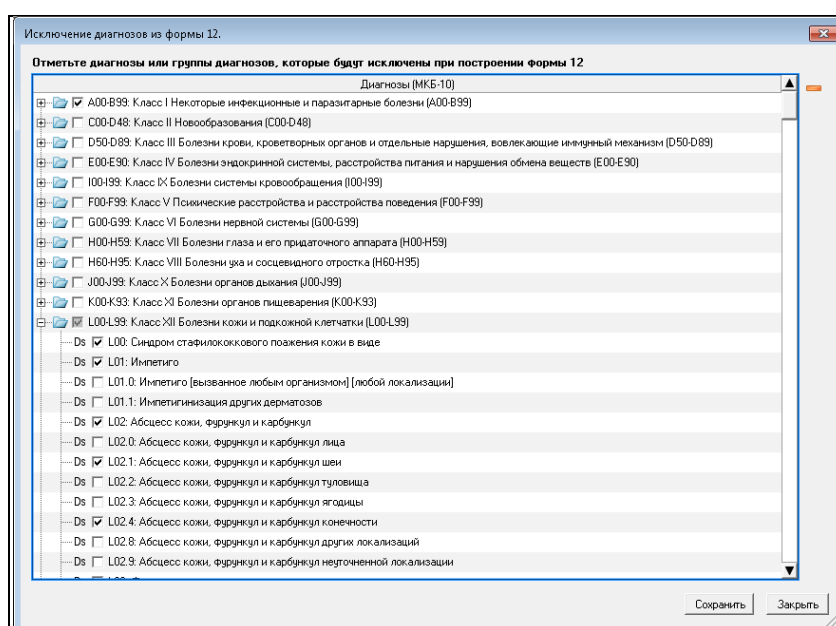 Исключение диагнозов из формы 12.
Отметьте диагнозы или группы диагнозов, которые будут исключены при построении формы 12
Диагнозы (МКБ-10)
A00-B99: Класс I Некоторые инфекционные и паразитарные болезни (A00-B99)
C00-D48: Класс II Новообразования (C00-D48)
D50-D89: Класс III Болезни крови, кроветворных органов и отдельные нарушения, вовлекающие иммунный механизм (D50-D89)
E00-E90: Класс IV Болезни эндокринной системы, расстройства питания и нарушения обмена веществ (E00-E90)
I00-I99: Класс IX Болезни системы кровообращения (I00-I99)
F00-F99: Класс V Психические расстройства и расстройства поведения (F00-F99)
G00-G99: Класс VI Болезни нервной системы (G00-G99)
H00-H59: Класс VII Болезни глаза и его придаточного аппарата (H00-H59)
H60-H95: Класс VIII Болезни уха и сосцевидного отростка (H60-H95)
J00-J99: Класс X Болезни органов дыхания (J00-J99)
K00-K93: Класс XI Болезни органов пищеварения (K00-K93)
L00-L99: Класс XII Болезни кожи и подкожной клетчатки (L00-L99)
Ds L00: Синдром стафилококкового поажения кожи в виде
Ds L01: Импетиго
Ds L01.0: Импетиго [вызванное любым организмом] [любой локализации]
Ds L01.1: Импетигинизация других дерматозов
Ds L02: Абсцесс кожи, фурункул и карбункул
Ds L02.0: Абсцесс кожи, фурункул и карбункул лица
Ds L02.1: Абсцесс кожи, фурункул и карбункул шеи
Ds L02.2: Абсцесс кожи, фурункул и карбункул туловища
Ds L02.3: Абсцесс кожи, фурункул и карбункул ягодицы
Ds L02.4: Абсцесс кожи, фурункул и карбункул конечности
Ds L02.8: Абсцесс кожи, фурункул и карбункул других локализаций
Ds L02.9: Абсцесс кожи, фурункул и карбункул неуточненной локализации
Сохранить Закрыть